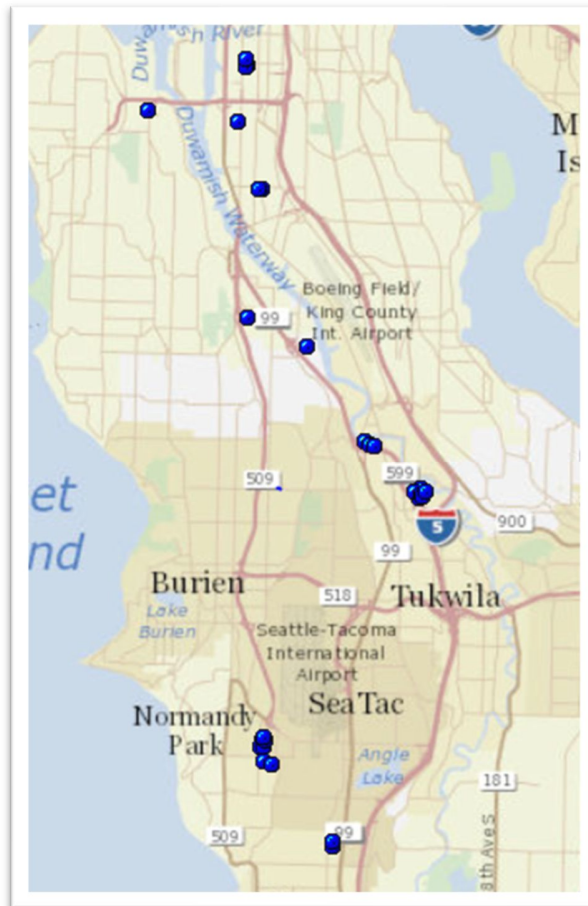 Duwamish River
M
Is
Duwamish Waterway
Boeing Field/
King County
Int. Airport
99
509
599
et
nd
5
900
99
Burien
518
Tukwila
Lake
Burien
Seattle-Tacoma
International
Airport
SeaTac
Normandy
Park
Angle
Lake
181
509
99
8th Ave S